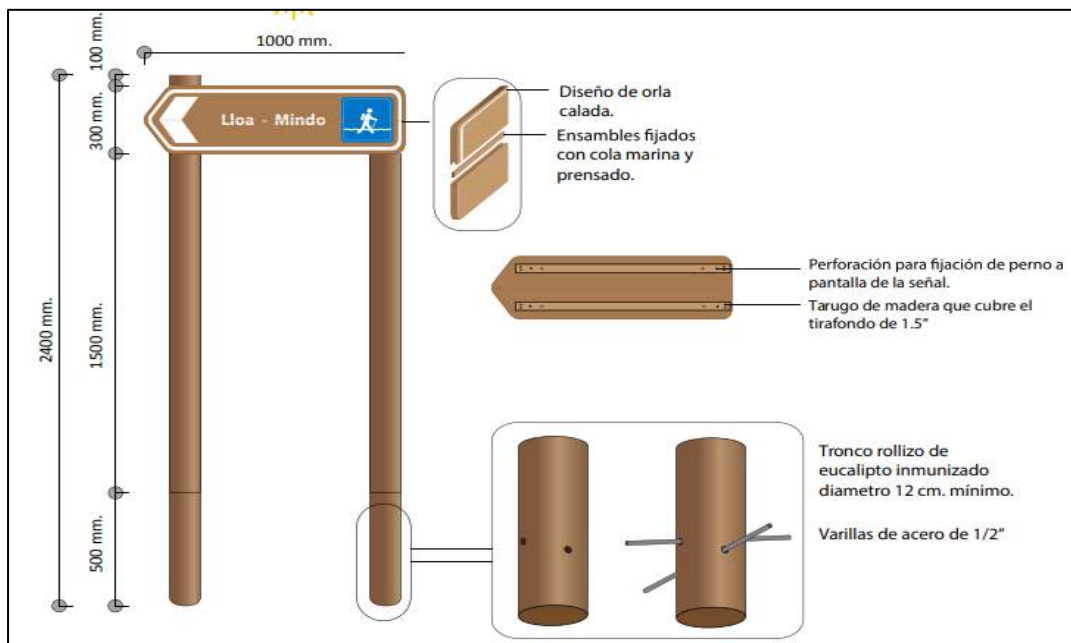 1000 mm.
100 mm.
300 mm.
2400 mm.
1500 mm.
500 mm.
Lloa - Mindo
Diseño de orla
calada.
Ensambles fijados
con cola marina y
prensado.
Perforación para fijación de perno a
pantalla de la señal.
Tarugo de madera que cubre el
tirafondo de 1.5”
Tronco rollizo de
eucalipto inmunizado
diametro 12 cm. mínimo.
Varillas de acero de 1/2”